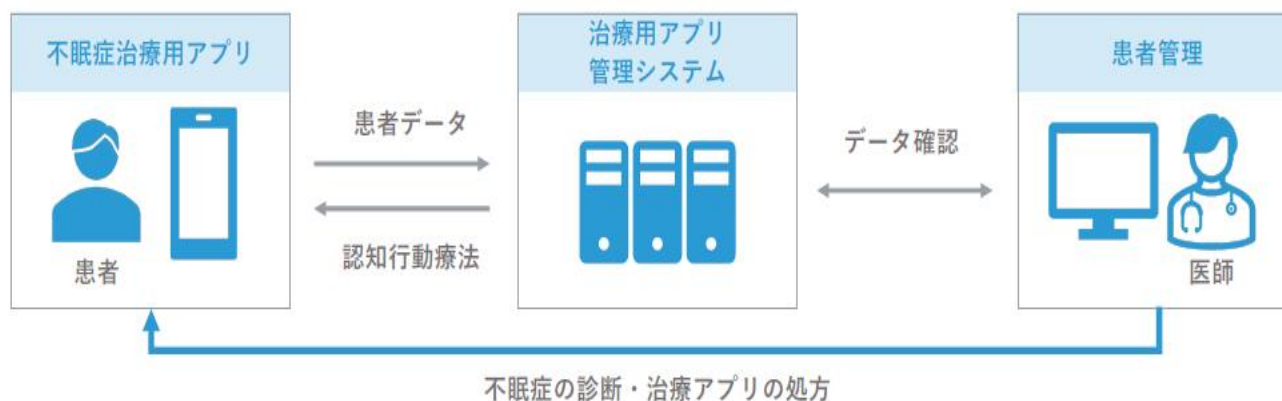 不眠症治療用アプリ
治療用アプリ
管理システム
患者管理
患者データ
データ確認
認知行動療法
患者
医師
不眠症の診断・治療アプリの処方